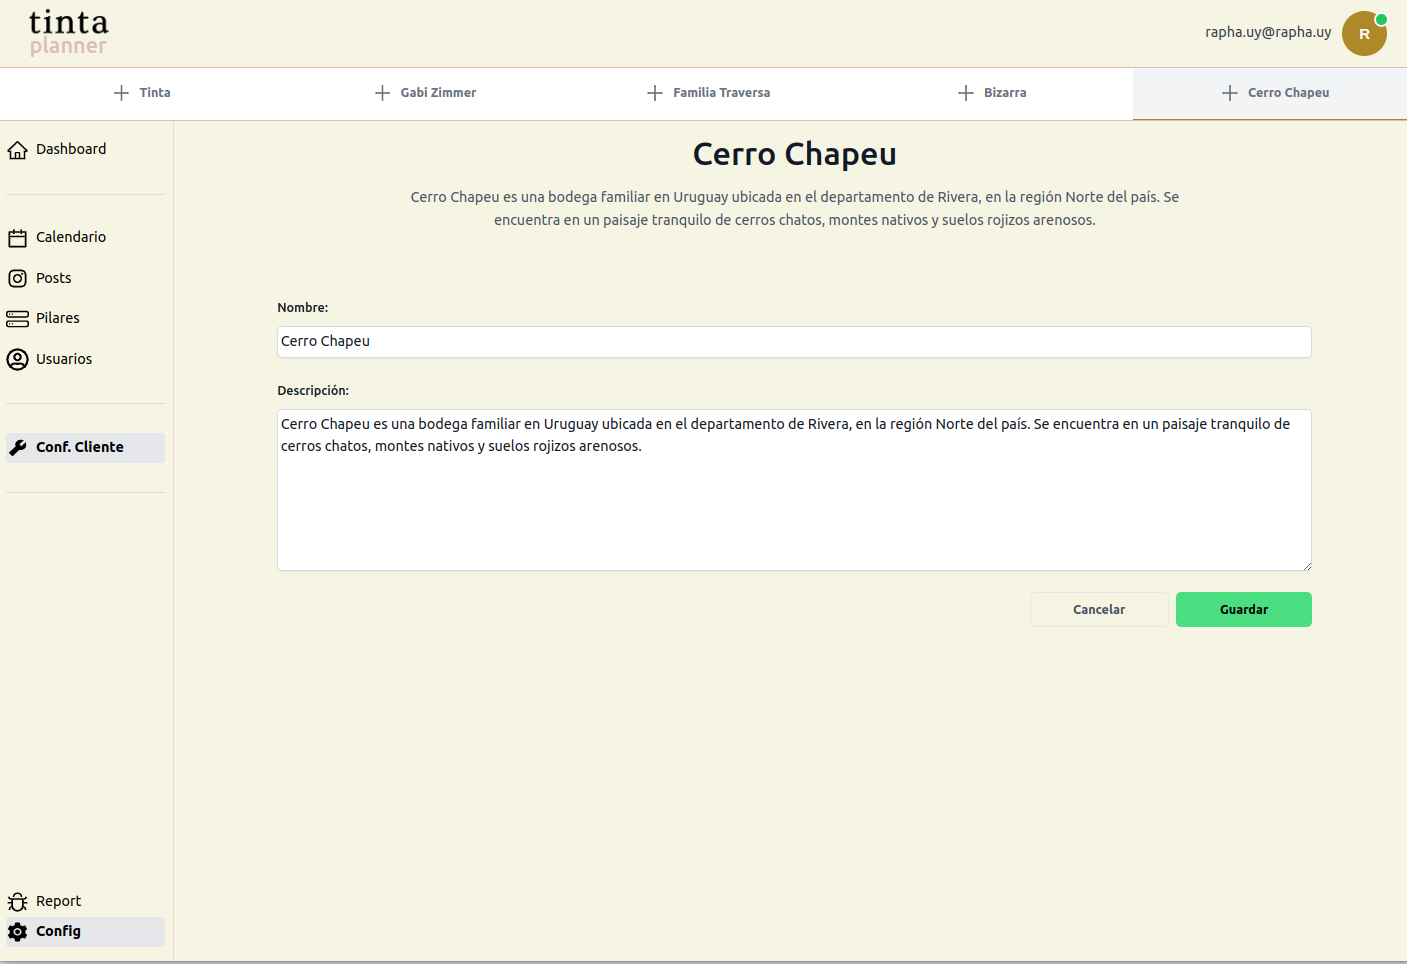 tinta
planner
rapha.uy@rapha.uy
R
Tinta
Gabi Zimmer
Familia Traversa
Bizarra
Cerro Chapeu
Dashboard
Calendario
Posts
Pilares
Usuarios
Conf. Cliente
Report
Config
Cerro Chapeu
Cerro Chapeu es una bodega familiar en Uruguay ubicada en el departamento de Rivera, en la región Norte del país. Se
encuentra en un paisaje tranquilo de cerros chatos, montes nativos y suelos rojizos arenosos.
Nombre:
Cerro Chapeu
Descripción:
Cerro Chapeu es una bodega familiar en Uruguay ubicada en el departamento de Rivera, en la región Norte del país. Se encuentra en un paisaje tranquilo de
cerros chatos, montes nativos y suelos rojizos arenosos.
Cancelar
Guardar